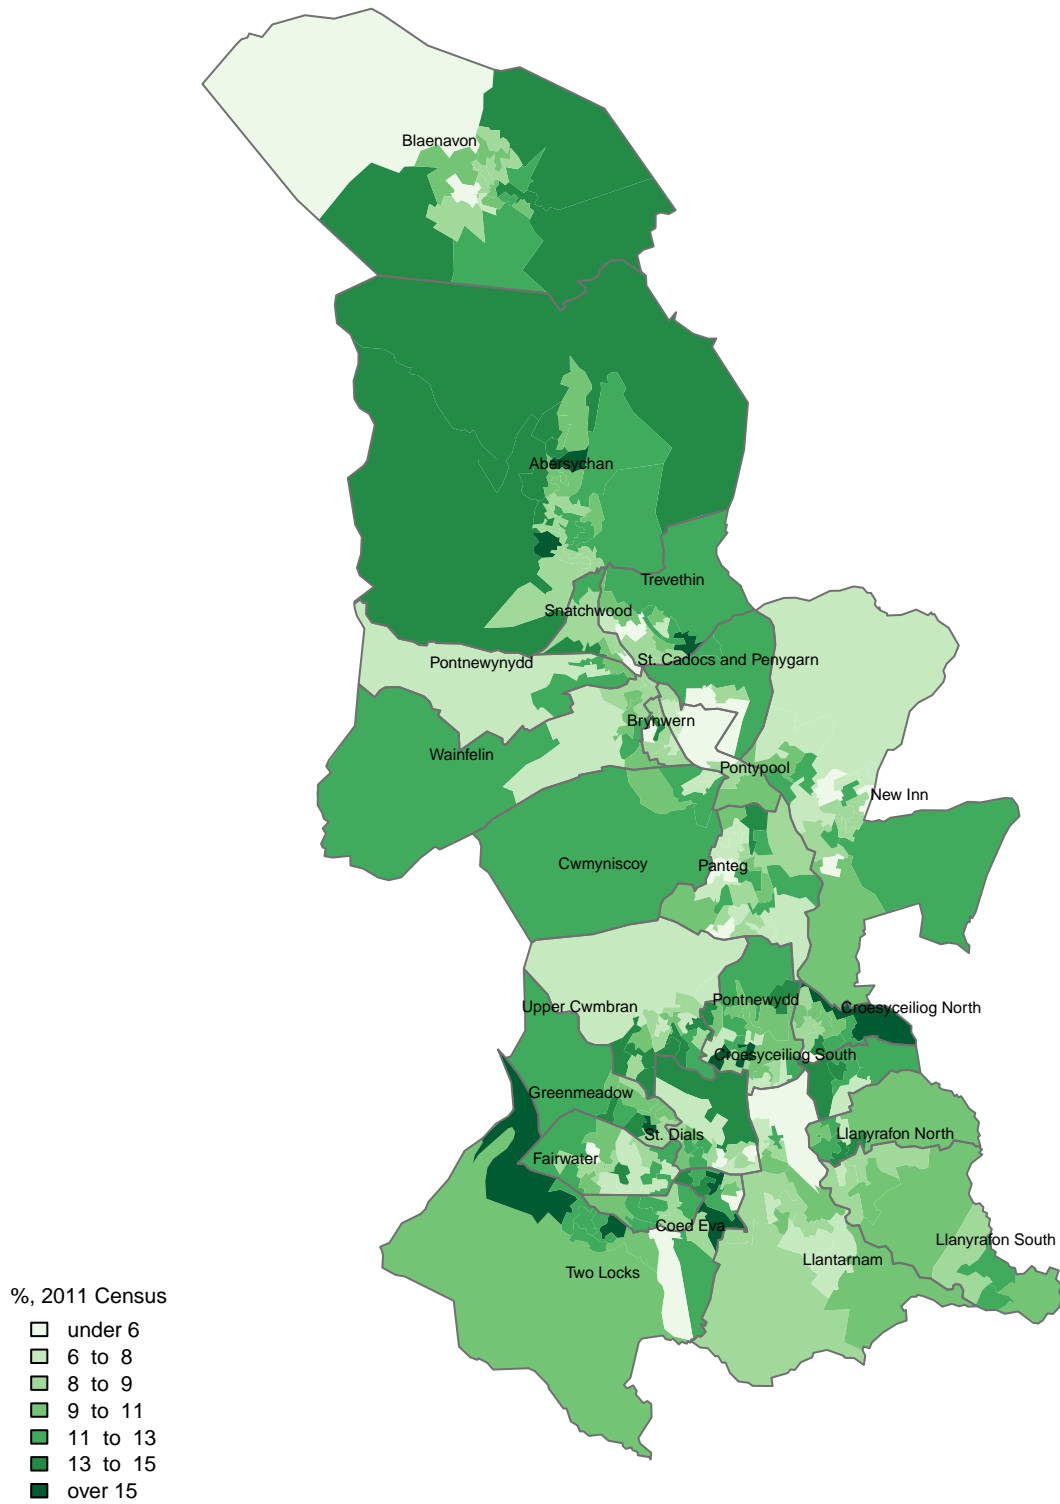 Blaenavon
Abersychan
Trevethin
Snatchwood
St. Cadocs and Penygarn
Pontnewynydd
Brynwern
Wainfelin
Pontypool
New Inn
Cwmyniscoy
Panteg
Pontnewydd
Upper Cwmbran
Croesyceiliog North
Croesyceiliog South
Greenmeadow
St. Dials
Llanyrafon North
Fairwater
Coed Eva
Llanyrafon South
Llantarnam
Two Locks
%, 2011 Census
under 6
6 to 8
8 to 9
9 to 11
11 to 13
13 to 15
over 15